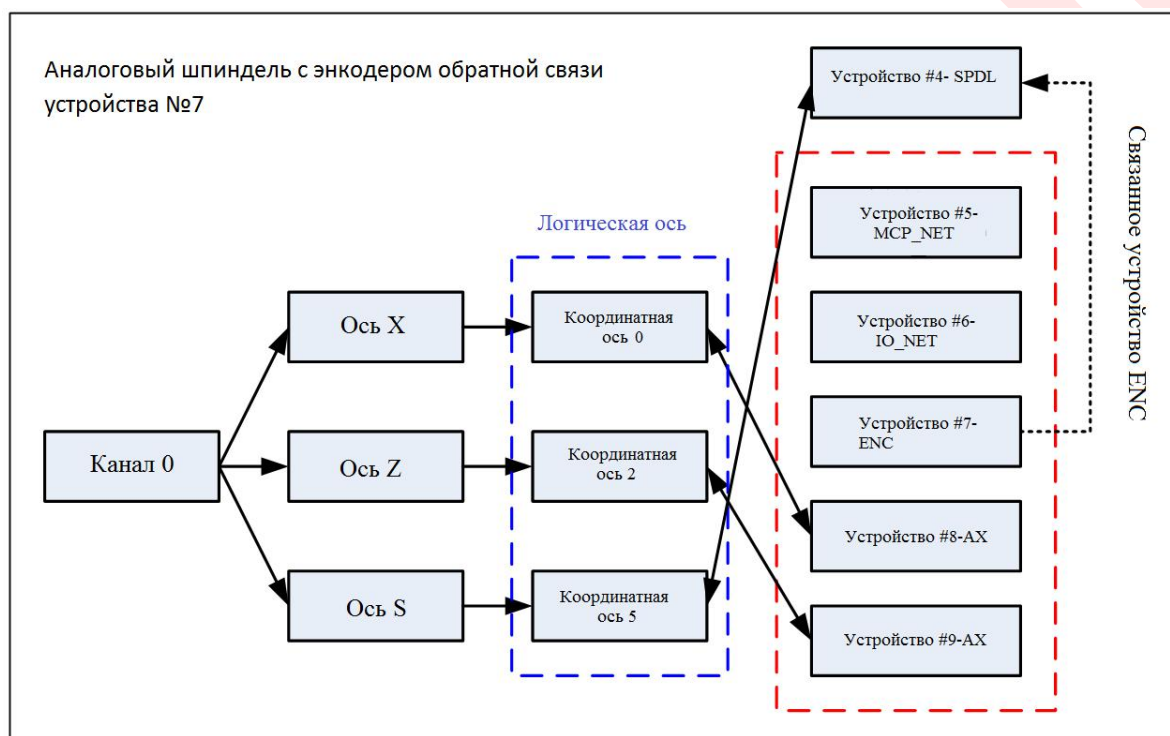 Аналоговый шпиндель с энкодером обратной связи
устройства №7
Устройство #4- SPDL
Связанное устройство ENC
Устройство #5-
MCP_NET
Логическая ось
Ось X
Координатная
ось 0
Устройство #6-
IO_NET
Канал 0
Ось Z
Координатная
ось 2
Устройство #7-
ENC
Устройство #8-AX
Ось S
Координатная
ось 5
Устройство #9-AX